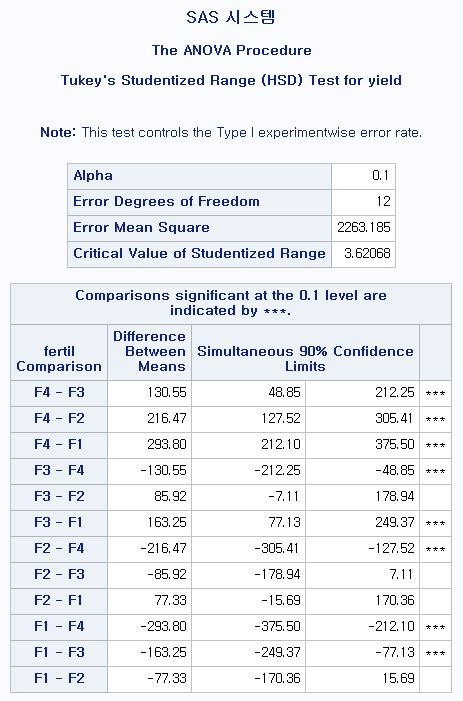 SAS 시스템
The ANOVA Procedure
Tukey's Studentized Range (HSD) Test for yield
Note: This test controls the Type I experimentwise error rate.
Alpha 0.1
Error Degrees of Freedom 12
Error Mean Square 2263.185
Critical Value of Studentized Range 3.62068
Comparisons significant at the 0.1 level are
indicated by ***.
fertil
Comparison
Difference
Between
Means
Simultaneous 90% Confidence
Limits
F4 - F3 130.55 48.85 212.25 ***
F4 - F2 216.47 127.52 305.41 ***
F4 - F1 293.80 212.10 375.50 ***
F3 - F4 -130.55 -212.25 -48.85 ***
F3 - F2 85.92 -7.11 178.94
F3 - F1 163.25 77.13 249.37 ***
F2 - F4 -216.47 -305.41 -127.52 ***
F2 - F3 -85.92 -178.94 7.11
F2 - F1 77.33 -15.69 170.36
F1 - F4 -293.80 -375.50 -212.10 ***
F1 - F3 -163.25 -249.37 -77.13 ***
F1 - F2 -77.33 -170.36 15.69